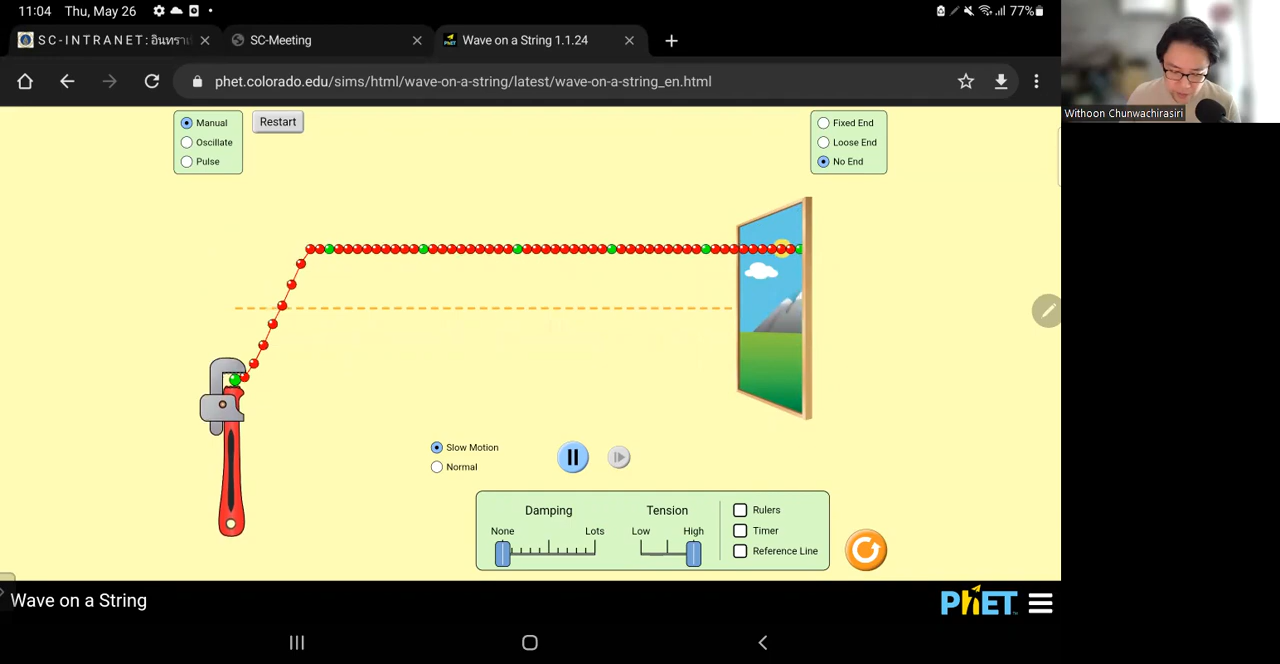 11:04 Thu, May 26
77%
SC-INTRANET: อินทรา
SC-Meeting
Wave on a String 1.1.24
phet.colorado.edu/sims/html/wave-on-a-string/latest/wave-on-a-string_en.html
Withoon Chunwachirasiri
Manual
Oscillate
Pulse
Restart
Fixed End
Loose End
No End
Slow Motion
Normal
Damping
None
Lots
Tension
Low
High
Rulers
Timer
Reference Line
Wave on a String
PhET